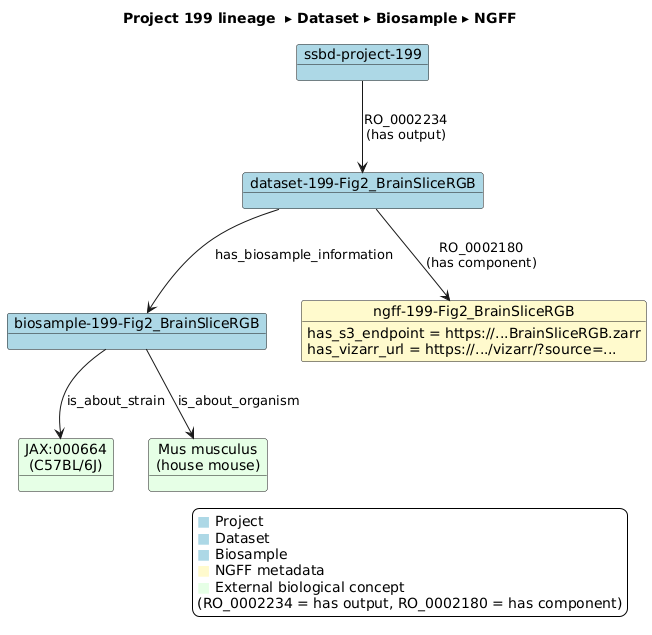 Project 199 lineage ▸ Dataset ▸ Biosample ▸ NGFF
ssbd-project-199
RO_0002234
(has output)
dataset-199-Fig2_BrainSliceRGB
has_biosample_information
RO_0002180
(has component)
biosample-199-Fig2_BrainSliceRGB
ngff-199-Fig2_BrainSliceRGB
has_s3_endpoint = https://...BrainSliceRGB.zarr
has_vizarr_url = https://.../vizarr/?source=...
is_about_strain
is_about_organism
JAX:000664
(C57BL/6J)
Mus musculus
(house mouse)
Project
Dataset
Biosample
NGFF metadata
External biological concept
(RO_0002234 = has output, RO_0002180 = has component)